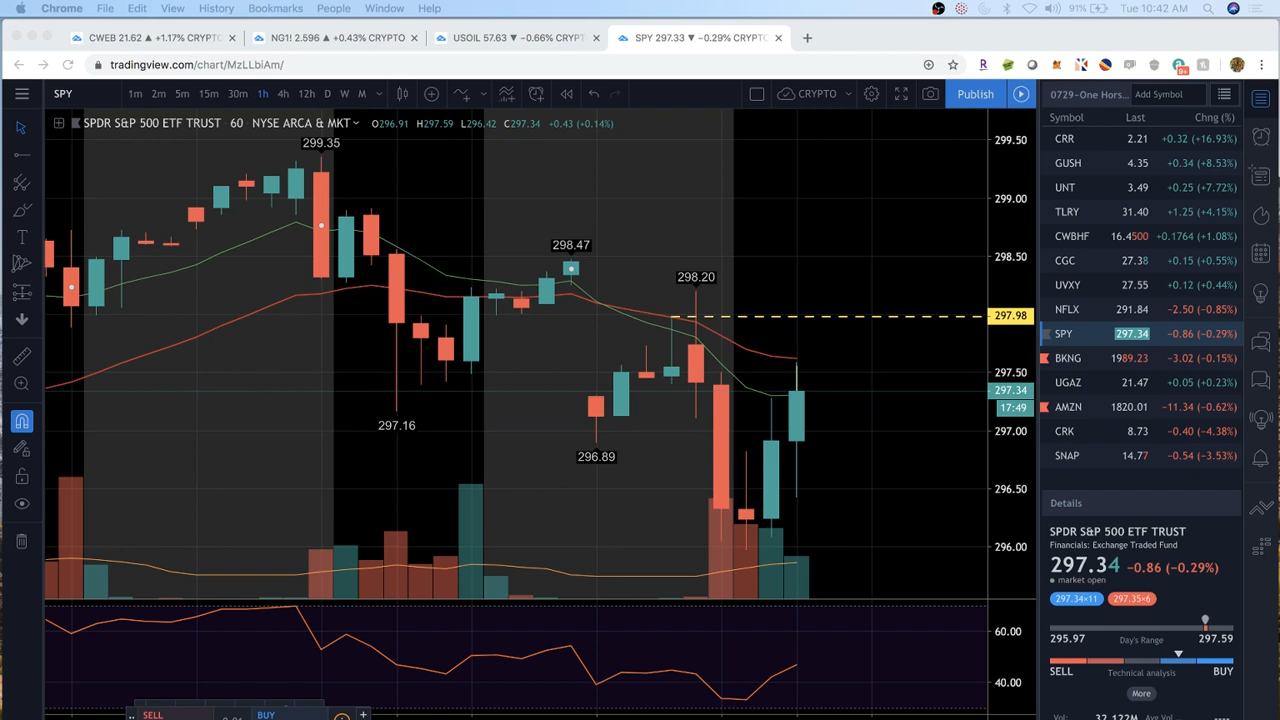 Chrome File Edit View History Bookmarks People Window Help 91% Tue 10:42 AM
CWEB 21.62 ▲ +1.17% CRYPTO
NG1! 2.596 ▲ +0.43% CRYPTO
USOIL 57.63 ▼ −0.66% CRYPT
SPY 297.33 ▼ −0.29% CRYPTO
tradingview.com/chart/MzLLbiAm/
SPY 1m 2m 5m 15m 30m 1h 4h 12h D W M CRYPTO Publish
0729-One Hors… Add Symbol
SPDR S&P 500 ETF TRUST · 60 · NYSE ARCA & MKT O296.91 H297.59 L296.42 C297.34 +0.43 (+0.14%)
299.35
298.47
298.20
297.16
296.89
299.50
299.00
298.50
297.98
297.50
297.34
17:49
297.00
296.50
296.00
60.00
40.00
Symbol Last Chng (%)
CRR 2.21 +0.32 (+16.93%)
GUSH 4.35 +0.34 (+8.53%)
UNT 3.49 +0.25 (+7.72%)
TLRY 31.40 +1.25 (+4.15%)
CWBHF 16.4500 +0.1764 (+1.08%)
CGC 27.38 +0.15 (+0.55%)
UVXY 27.55 +0.12 (+0.44%)
NFLX 291.84 −2.50 (−0.85%)
SPY 297.34 −0.86 (−0.29%)
BKNG 1989.23 −3.02 (−0.15%)
UGAZ 21.47 +0.05 (+0.23%)
AMZN 1820.01 −11.34 (−0.62%)
CRK 8.73 −0.40 (−4.38%)
SNAP 14.77 −0.54 (−3.53%)
Details
SPDR S&P 500 ETF TRUST
Financials: Exchange Traded Fund
297.34 −0.86 (−0.29%)
market open
297.34×11 297.35×6
295.97 Day's Range 297.59
SELL Technical analysis BUY
More
SELL BUY